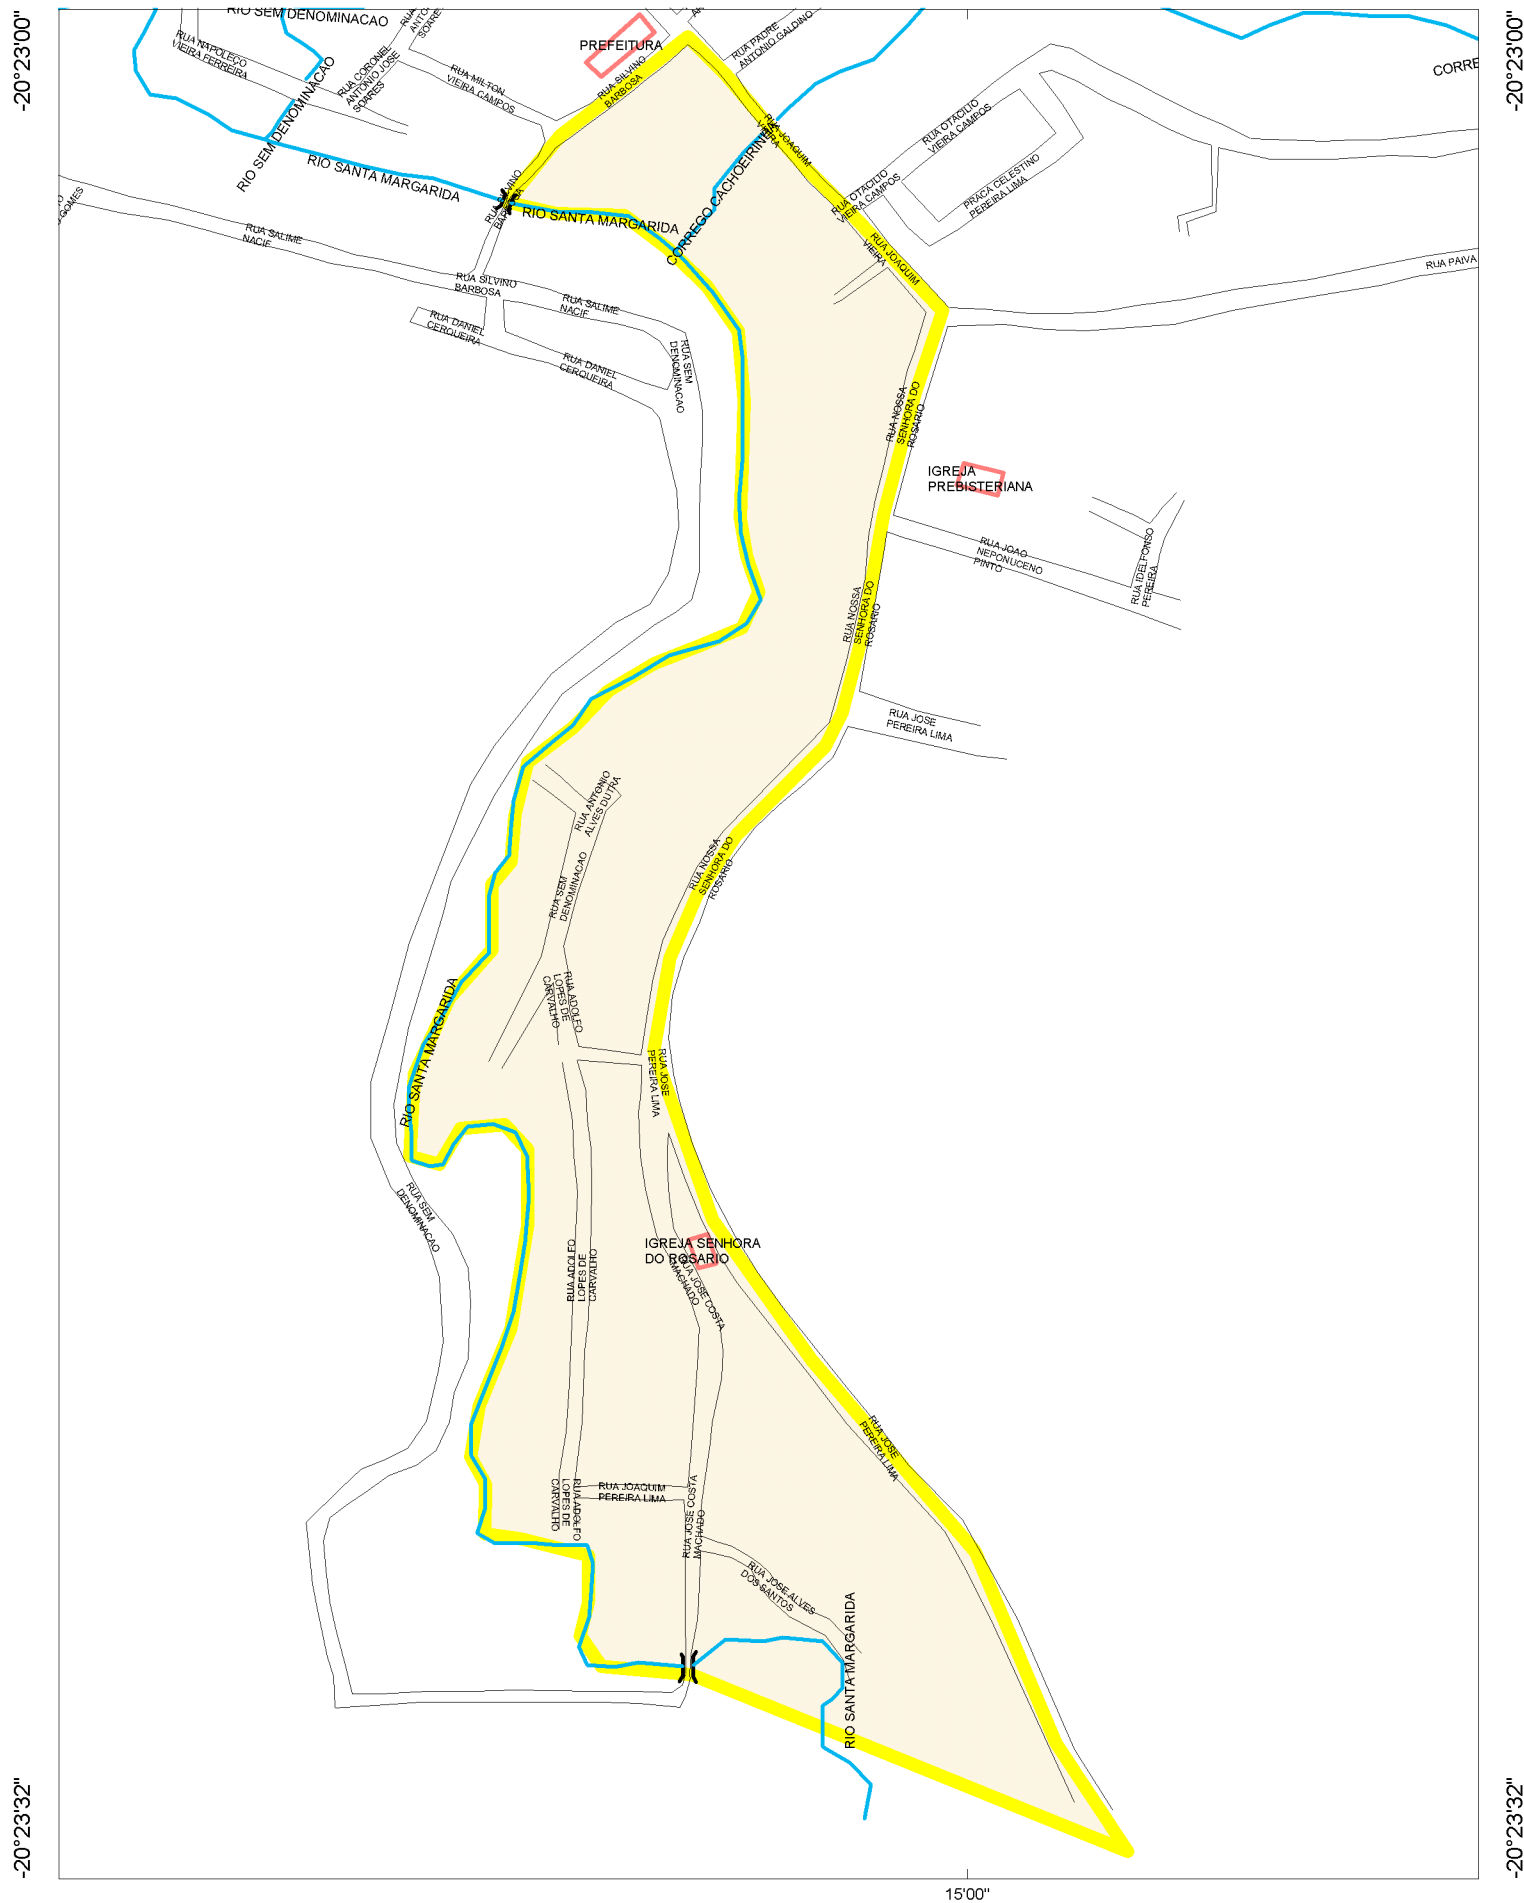 RIO SEM DENOMINACAO
PREFEITURA
RUA NAPOLECO
VIEIRA FERREIRA
RUA CORONEL
ANTONIO JOSE
SOARES
RUA MILTON
VIEIRA CAMPOS
RUA SILVINO
BARBOSA
RUA PADRE
ANTONIO GALDINO
CORRE
-20°23'00"
-20°23'00"
RIO SEM DENOMINACAO
RIO SANTA MARGARIDA
RUA SILVINO
BARBOSA
RIO SANTA MARGARIDA
CORREGO CACHOEIRINHA
RUA JOAQUIM
VIEIRA
RUA OTACILIO
VIEIRA CAMPOS
PRACA CELESTINO
PEREIRA LIMA
RUA OTACILIO
VIEIRA CAMPOS
RUA JOAQUIM
VIEIRA
RUA PAIVA
O GOMES
RUA SALIME
NACIF
RUA SILVINO
BARBOSA
RUA SALIME
NACIF
RUA DANIEL
CERQUEIRA
RUA DANIEL
CERQUEIRA
RUA SEM
DENOMINACAO
RUA NOSSA
SENHORA DO
ROSARIO
IGREJA
PREBISTERIANA
RUA JOAO
NEPONUCENO
PINTO
RUA IDELFONSO
PEREIRA
RUA NOSSA
SENHORA DO
ROSARIO
RUA JOSE
PEREIRA LIMA
RUA ANTONIO
ALVES DUTRA
RUA SEM
DENOMINACAO
RUA NOSSA
SENHORA DO
ROSARIO
RUA ADOLFO
LOPES DE
CARVALHO
RIO SANTA MARGARIDA
RUA JOSE
PEREIRA LIMA
RUA SEM
DENOMINACAO
IGREJA SENHORA
DO ROSARIO
RUA JOSE COSTA
MACHADO
RUA ADOLFO
LOPES DE
CARVALHO
RUA JOSE
PEREIRA LIMA
RUA ADOLFO
LOPES DE
CARVALHO
RUA JOAQUIM
PEREIRA LIMA
RUA JOSE COSTA
MACHADO
RUA JOSE ALVES
DOS SANTOS
RIO SANTA MARGARIDA
-20°23'32"
-20°23'32"
15'00"